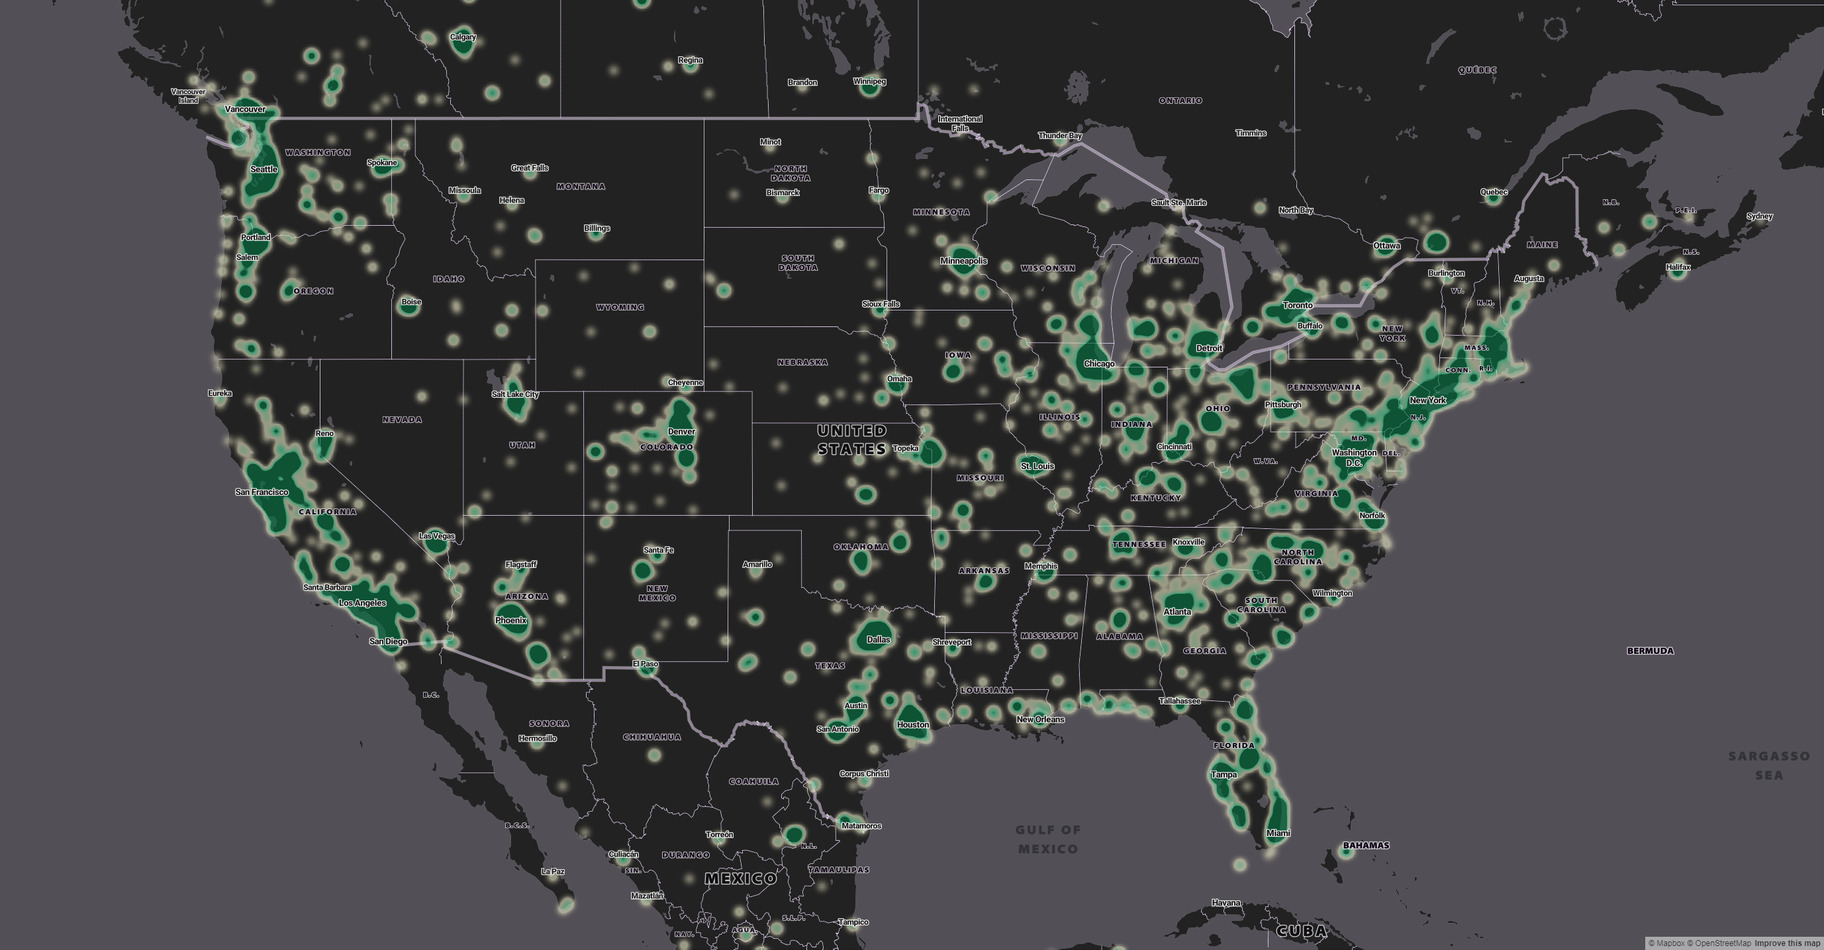 Calgary
Regina
Brandon
Winnipeg
QUÉBEC
Vancouver
Island
Vancouver
ONTARIO
International
Falls
Thunder Bay
Timmins
Seattle
WASHINGTON
Spokane
Great Falls
Minot
MONTANA
NORTH
DAKOTA
Missoula
Helena
Bismarck
Fargo
MINNESOTA
Sault Ste. Marie
North Bay
Québec
N.B.
P.E.I.
Sydney
Portland
Salem
Billings
Minneapolis
WISCONSIN
MICHIGAN
Ottawa
MAINE
N.S.
Halifax
IDAHO
SOUTH
DAKOTA
Burlington
Augusta
OREGON
Boise
WYOMING
Sioux Falls
Toronto
Buffalo
VT.
N.H.
NEW
YORK
Detroit
MASS.
IOWA
Chicago
CONN.
R.I.
NEBRASKA
Omaha
Eureka
Salt Lake City
Cheyenne
PENNSYLVANIA
New York
NEVADA
Reno
UTAH
Denver
COLORADO
UNITED
STATES
Topeka
ILLINOIS
INDIANA
OHIO
Pittsburgh
N.J.
Cincinnati
MD.
Washington
D.C.
DEL.
W.VA.
San Francisco
CALIFORNIA
MISSOURI
St. Louis
KENTUCKY
VIRGINIA
Norfolk
Las Vegas
Santa Fe
OKLAHOMA
TENNESSEE
Knoxville
NORTH
CAROLINA
Flagstaff
Amarillo
ARKANSAS
Memphis
Santa Barbara
Los Angeles
ARIZONA
NEW
MEXICO
Wilmington
SOUTH
CAROLINA
Phoenix
Atlanta
San Diego
Dallas
Shreveport
MISSISSIPPI
ALABAMA
GEORGIA
BERMUDA
El Paso
TEXAS
B.C.
LOUISIANA
Austin
Tallahassee
SONORA
Hermosillo
CHIHUAHUA
San Antonio
Houston
New Orleans
FLORIDA
SARGASSO
SEA
COAHUILA
Corpus Christi
Tampa
B.C.S.
Torreón
N.L.
Matamoros
GULF OF
MEXICO
Miami
BAHAMAS
Culiacán
DURANGO
SIN.
La Paz
MEXICO
TAMAULIPAS
Mazatlán
Havana
S.L.P.
Tampico
NAY.
AGUA.
CUBA
© Mapbox © OpenStreetMap Improve this map